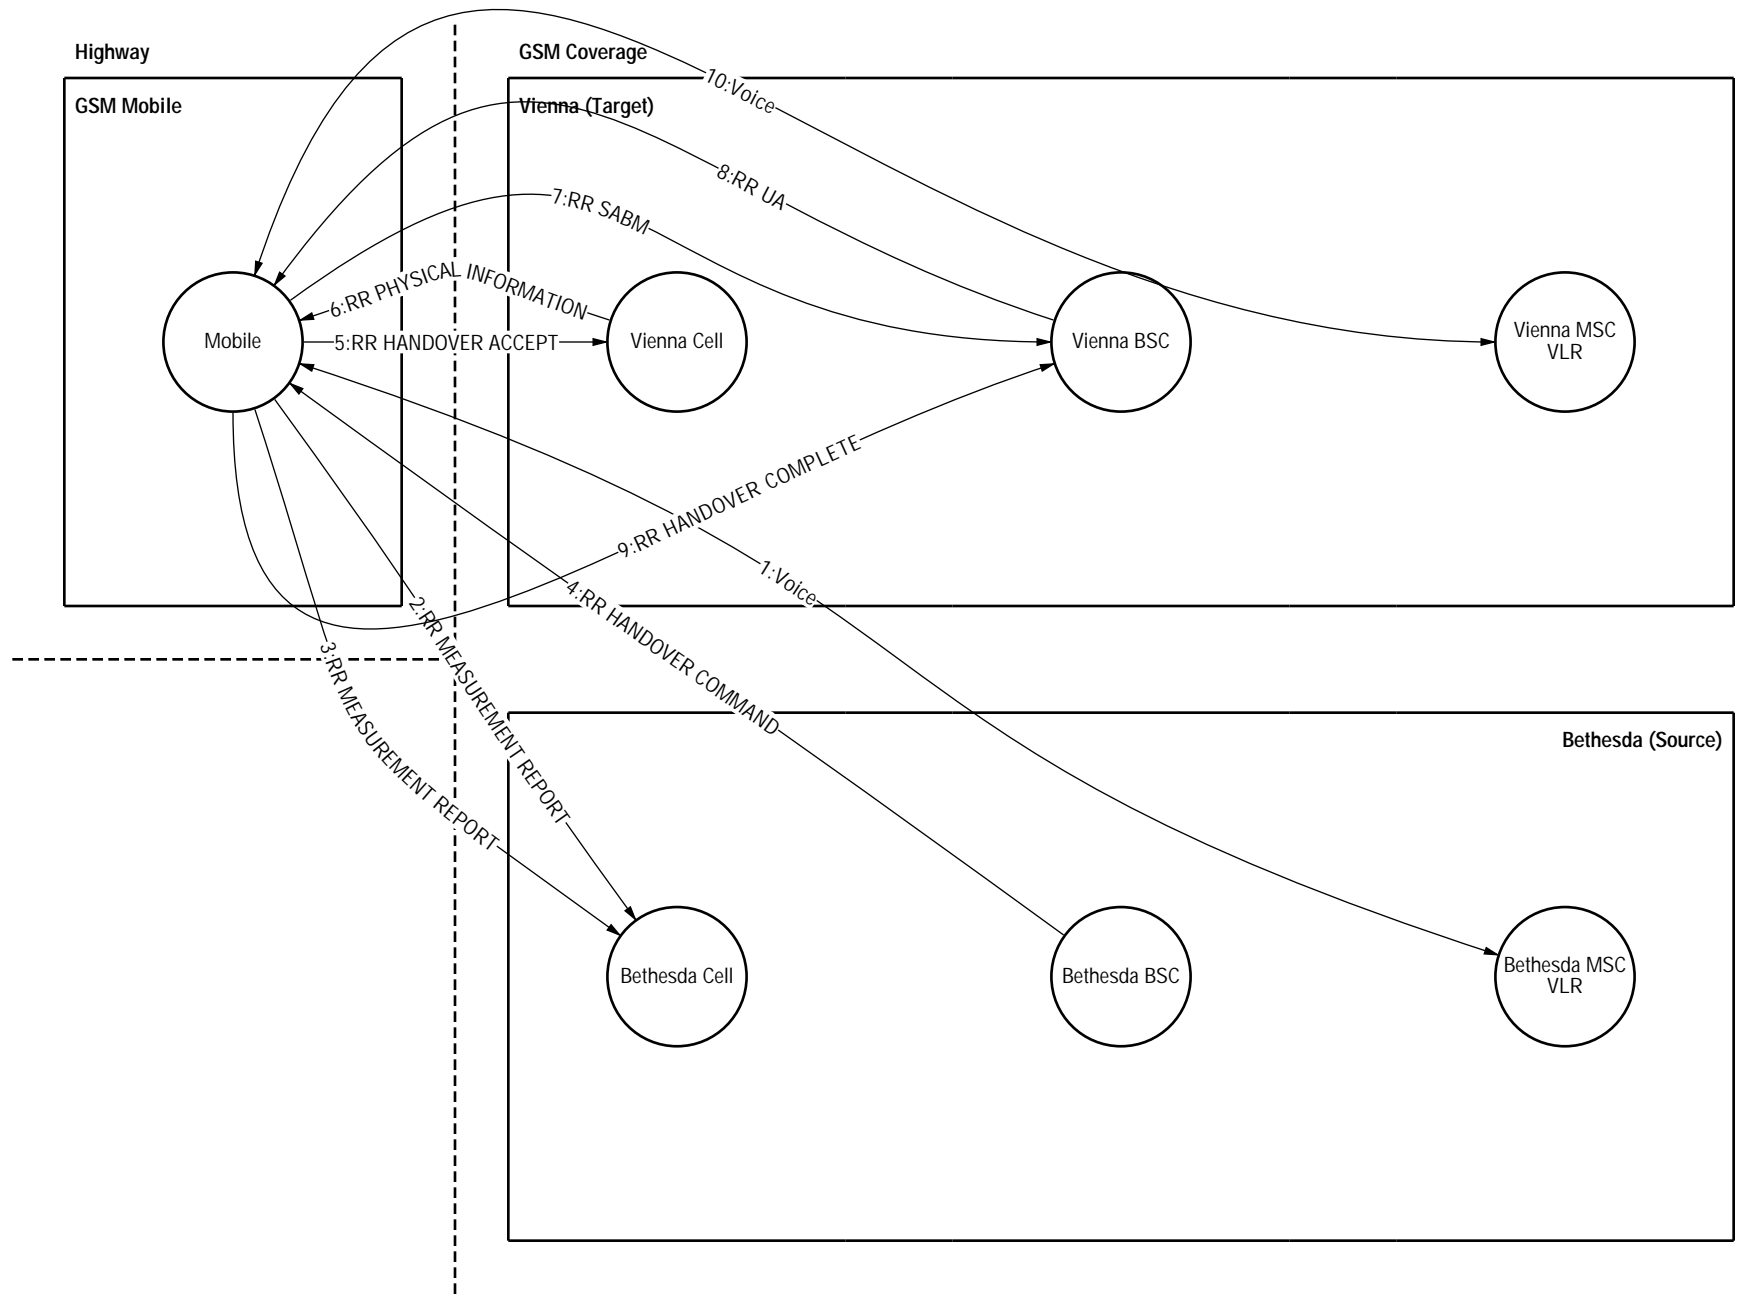 Highway
GSM Coverage
10:Voice
GSM Mobile
Vienna (Target)
8:RR UA
7:RR SABM
6:RR PHYSICAL INFORMATION
Mobile
5:RR HANDOVER ACCEPT
Vienna Cell
Vienna BSC
Vienna MSC
VLR
9:RR HANDOVER COMPLETE
1:Voice
4:RR HANDOVER COMMAND
2:RR MEASUREMENT REPORT
3:RR MEASUREMENT REPORT
Bethesda (Source)
Bethesda Cell
Bethesda BSC
Bethesda MSC
VLR